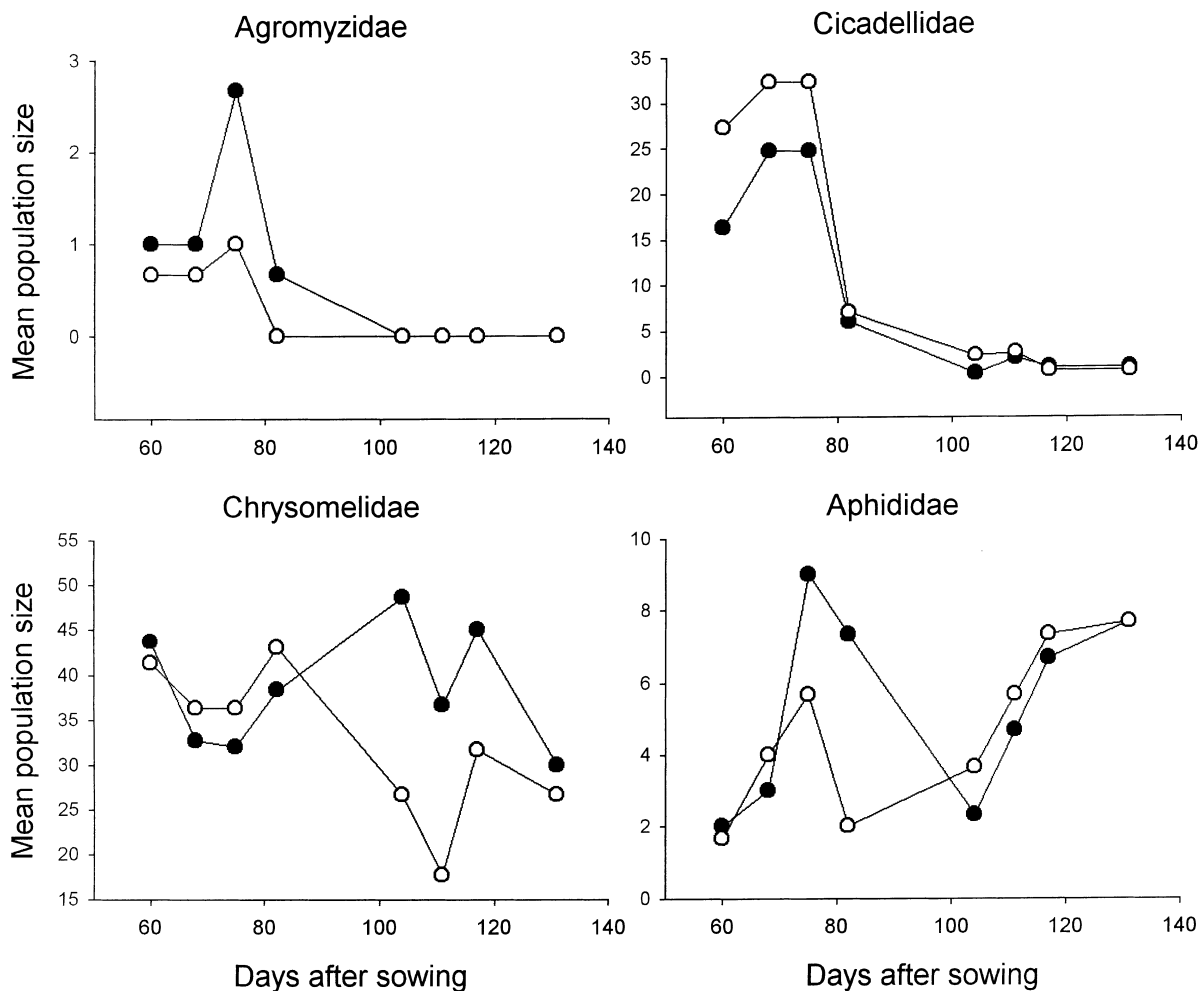 Agromyzidae
Mean population size
3
2
1
0
60 80 100 120 140
Cicadellidae
35
30
25
20
15
10
5
0
60 80 100 120 140
Chrysomelidae
Mean population size
55
50
45
40
35
30
25
20
15
60 80 100 120 140
Days after sowing
Aphididae
10
8
6
4
2
0
60 80 100 120 140
Days after sowing